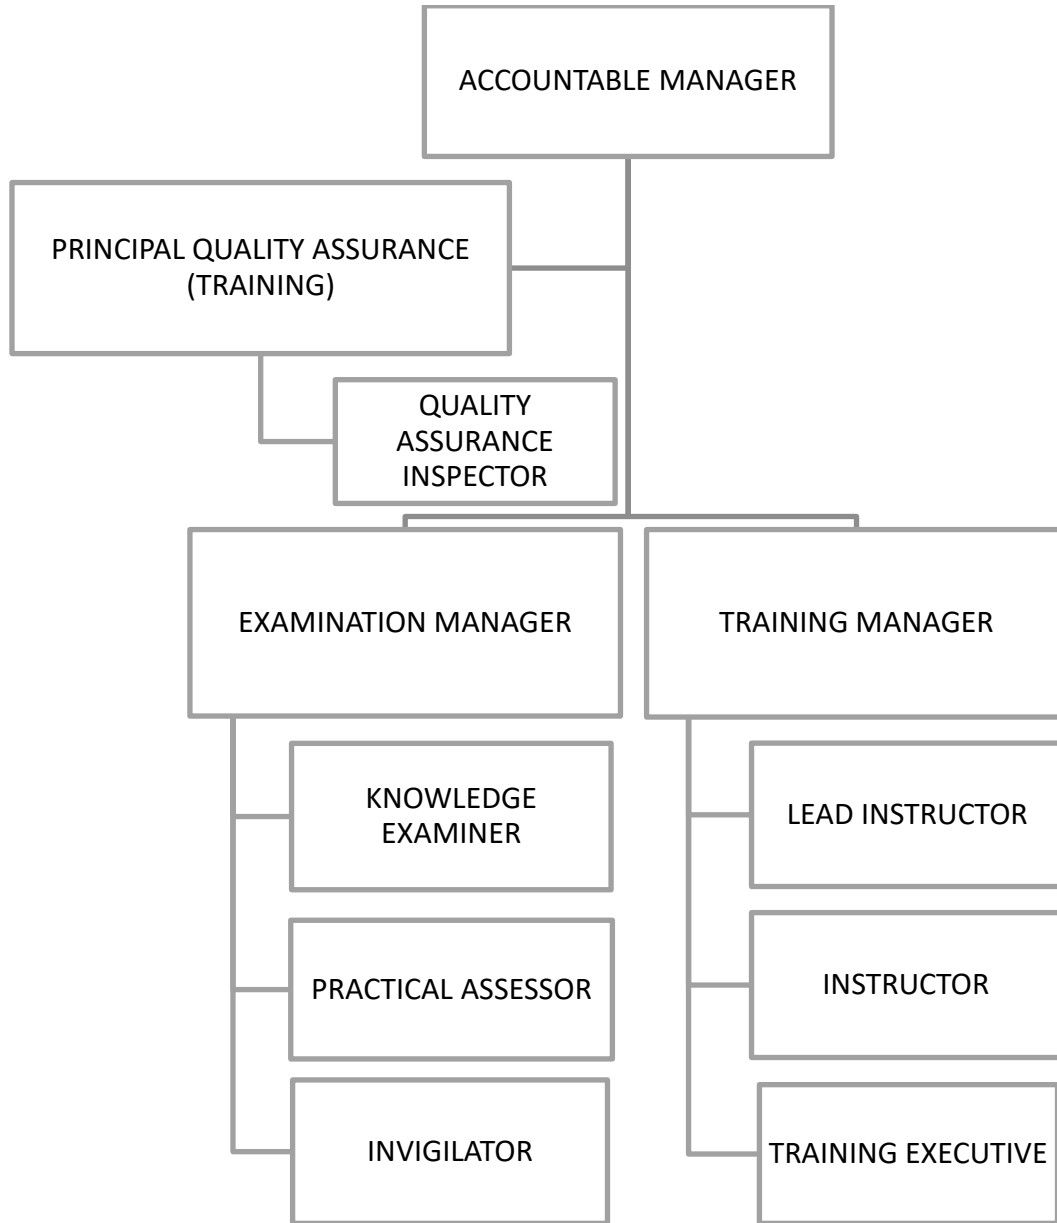 ACCOUNTABLE MANAGER
PRINCIPAL QUALITY ASSURANCE
(TRAINING)
QUALITY
ASSURANCE
INSPECTOR
EXAMINATION MANAGER
TRAINING MANAGER
KNOWLEDGE
EXAMINER
LEAD INSTRUCTOR
PRACTICAL ASSESSOR
INSTRUCTOR
INVIGILATOR
TRAINING EXECUTIVE